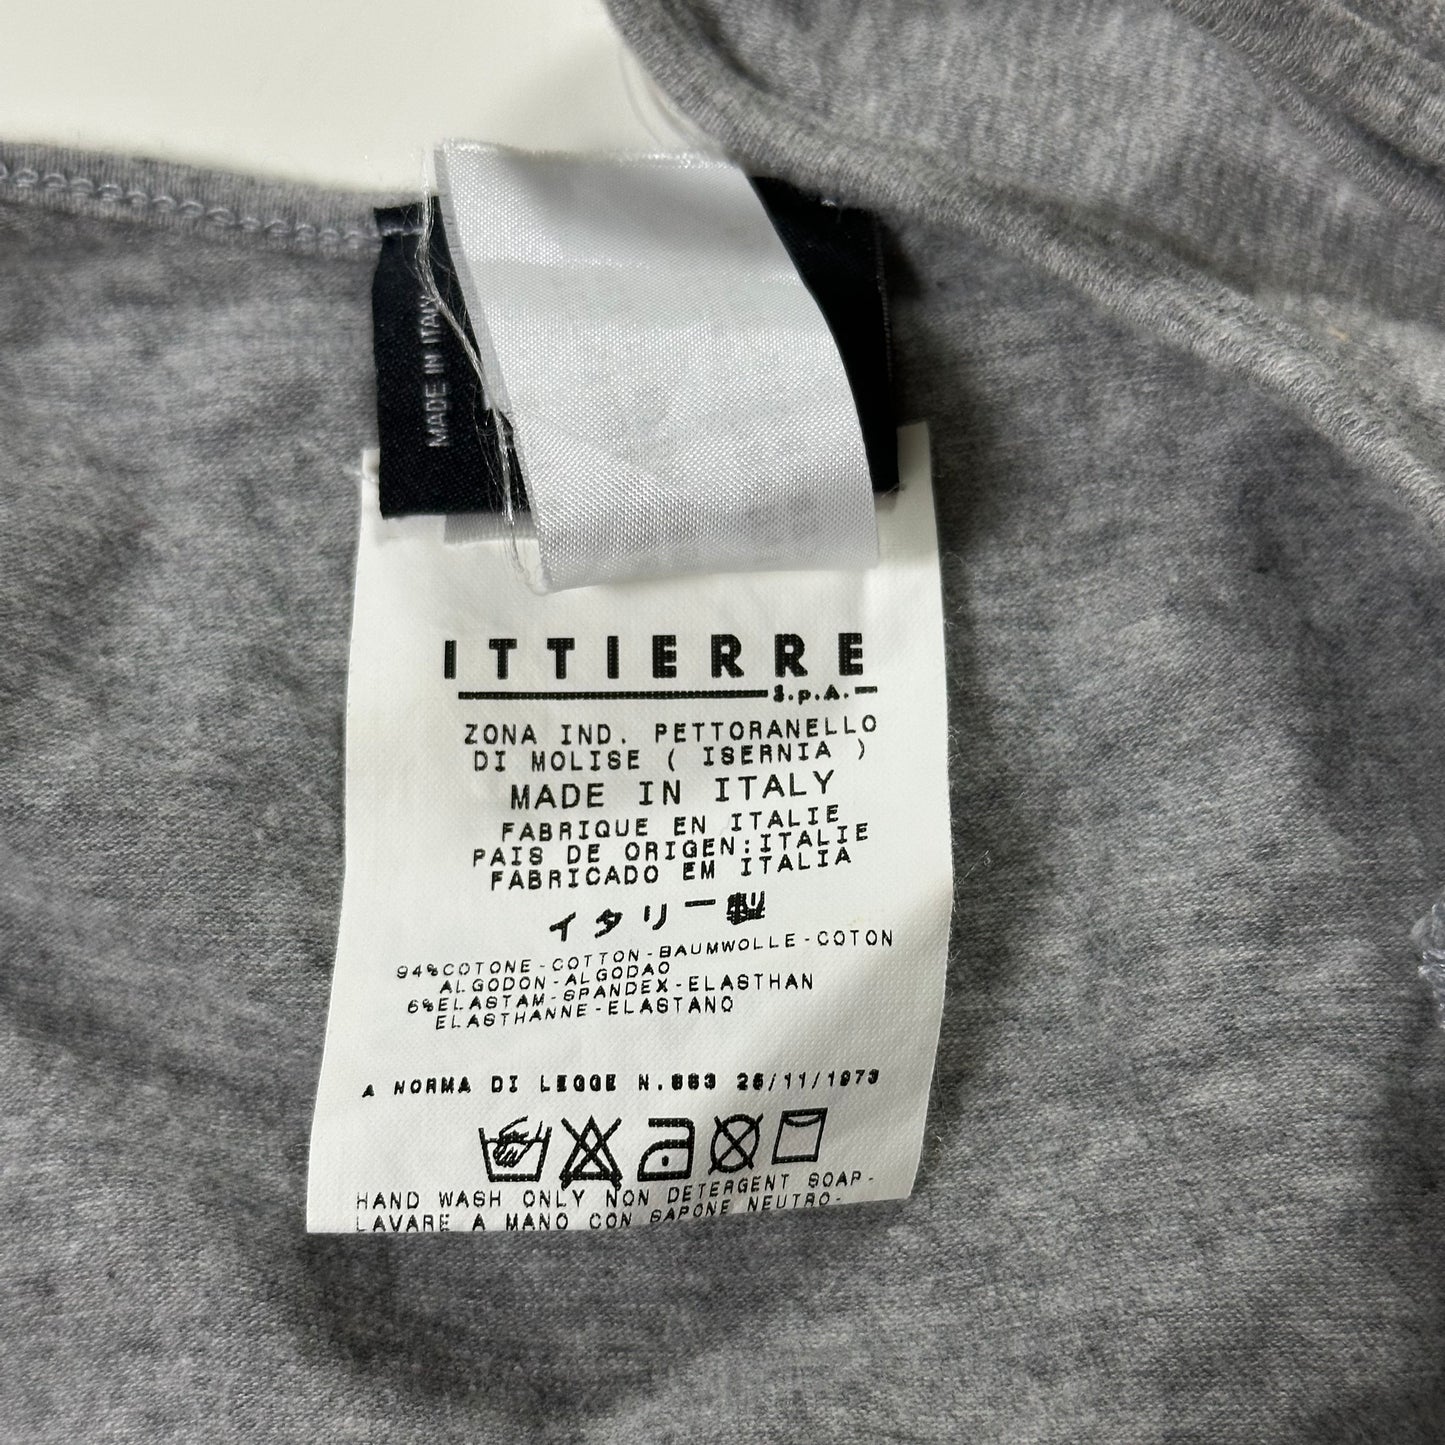 MADE IN ITALY
ITTIERRE
S.p.A.
ZONA IND. PETTORANELLO
DI MOLISE ( ISERNIA )
MADE IN ITALY
FABRIQUE EN ITALIE
PAIS DE ORIGEN:ITALIE
FABRICADO EM ITALIA
イタリー製
94%COTONE-COTTON-BAUMWOLLE-COTON
ALGODON-ALGODAO
6%ELASTAM-SPANDEX-ELASTHAN
ELASTHANNE-ELASTANO
A NORMA DI LEGGE N.883 26/11/1973
HAND WASH ONLY NON DETERGENT SOAP-
LAVARE A MANO CON SAPONE NEUTRO-